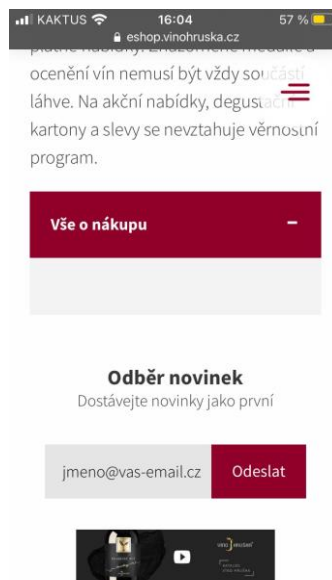 KAKTUS 16:04 57 %
eshop.vinohruska.cz
ocenění vín nemusí být vždy součástí
láhve. Na akční nabídky, degustační
kartony a slevy se nevztahuje věrnostní
program.
Vše o nákupu
Odběr novinek
Dostávejte novinky jako první
jmeno@vas-email.cz Odeslat